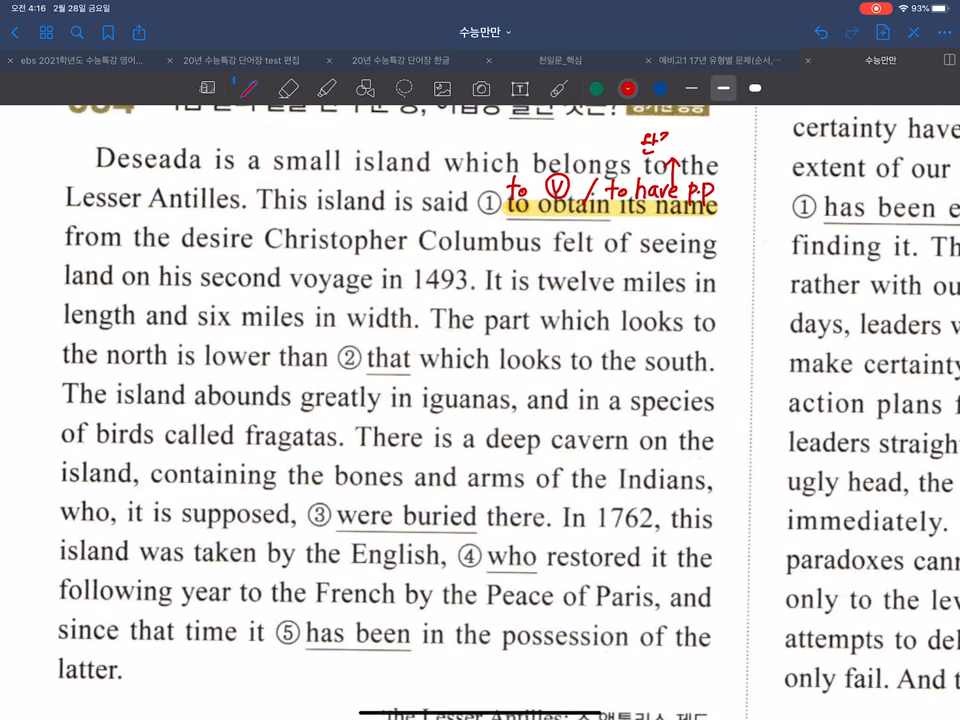 오전 4:16 2월 28일 금요일
93%
수능만만
ebs 2021학년도 수능특강 영어...
20년 수능특강 단어장 test 편집
20년 수능특강 단어장 한글
천일문_핵심
예비고1 17년 유형별 문제(순서,...
수능만만
Deseada is a small island which belongs to the
to Ⓥ / to have p.p
Lesser Antilles. This island is said ① to obtain its name
from the desire Christopher Columbus felt of seeing
land on his second voyage in 1493. It is twelve miles in
length and six miles in width. The part which looks to
the north is lower than ② that which looks to the south.
The island abounds greatly in iguanas, and in a species
of birds called fragatas. There is a deep cavern on the
island, containing the bones and arms of the Indians,
who, it is supposed, ③ were buried there. In 1762, this
island was taken by the English, ④ who restored it the
following year to the French by the Peace of Paris, and
since that time it ⑤ has been in the possession of the
latter.
certainty have
extent of our
① has been e
finding it. Th
rather with ou
days, leaders w
make certainty
action plans f
leaders straigh
ugly head, the
immediately.
paradoxes cann
only to the lev
attempts to del
only fail. And t